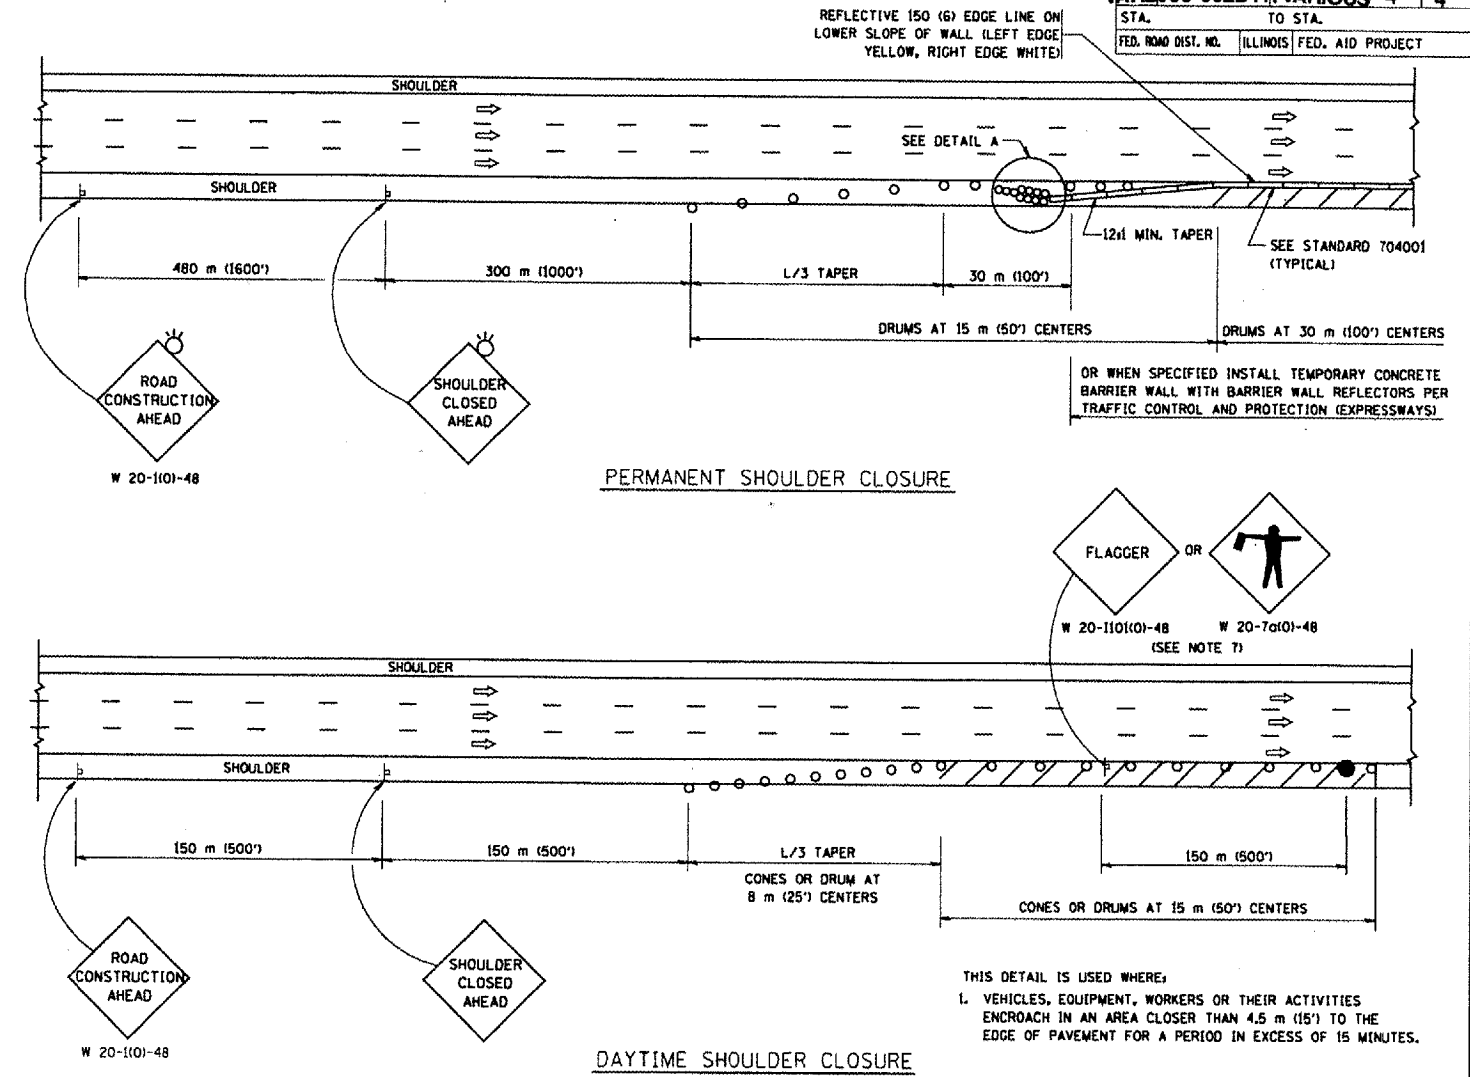 REFLECTIVE 150 (6) EDGE LINE ON
LOWER SLOPE OF WALL (LEFT EDGE
YELLOW, RIGHT EDGE WHITE)
VARIOUS 4 4
STA. TO STA.
FED. ROAD DIST. NO. ILLINOIS FED. AID PROJECT
SHOULDER
SEE DETAIL A
SHOULDER
12:1 MIN. TAPER
SEE STANDARD 704001
(TYPICAL)
480 m (1600')
300 m (1000')
L/3 TAPER
30 m (100')
DRUMS AT 15 m (50') CENTERS
DRUMS AT 30 m (100') CENTERS
ROAD
CONSTRUCTION
AHEAD
SHOULDER
CLOSED
AHEAD
OR WHEN SPECIFIED INSTALL TEMPORARY CONCRETE
BARRIER WALL WITH BARRIER WALL REFLECTORS PER
TRAFFIC CONTROL AND PROTECTION (EXPRESSWAYS)
W 20-1(O)-48
PERMANENT SHOULDER CLOSURE
FLAGGER
OR
W 20-I101(O)-48
W 20-7a(O)-48
(SEE NOTE 7)
SHOULDER
SHOULDER
150 m (500')
150 m (500')
L/3 TAPER
CONES OR DRUM AT
8 m (25') CENTERS
150 m (500')
CONES OR DRUMS AT 15 m (50') CENTERS
ROAD
CONSTRUCTION
AHEAD
SHOULDER
CLOSED
AHEAD
W 20-1(O)-48
THIS DETAIL IS USED WHERE:
1. VEHICLES, EQUIPMENT, WORKERS OR THEIR ACTIVITIES
ENCROACH IN AN AREA CLOSER THAN 4.5 m (15') TO THE
EDGE OF PAVEMENT FOR A PERIOD IN EXCESS OF 15 MINUTES.
DAYTIME SHOULDER CLOSURE